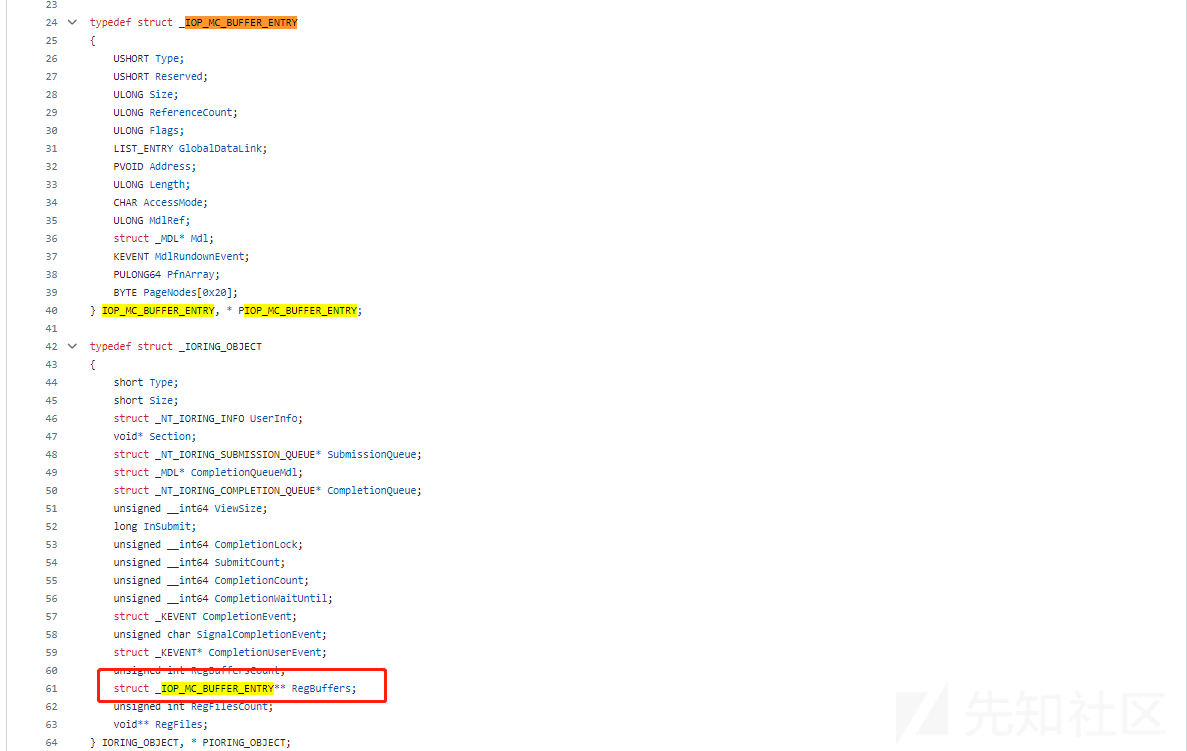 23
24 typedef struct _IOP_MC_BUFFER_ENTRY
25 {
26 USHORT Type;
27 USHORT Reserved;
28 ULONG Size;
29 ULONG ReferenceCount;
30 ULONG Flags;
31 LIST_ENTRY GlobalDataLink;
32 PVOID Address;
33 ULONG Length;
34 CHAR AccessMode;
35 ULONG MdlRef;
36 struct _MDL* Mdl;
37 KEVENT MdlRundownEvent;
38 PULONG64 PfnArray;
39 BYTE PageNodes[0x20];
40 } IOP_MC_BUFFER_ENTRY, * PIOP_MC_BUFFER_ENTRY;
41
42 typedef struct _IORING_OBJECT
43 {
44 short Type;
45 short Size;
46 struct _NT_IORING_INFO UserInfo;
47 void* Section;
48 struct _NT_IORING_SUBMISSION_QUEUE* SubmissionQueue;
49 struct _MDL* CompletionQueueMdl;
50 struct _NT_IORING_COMPLETION_QUEUE* CompletionQueue;
51 unsigned __int64 ViewSize;
52 long InSubmit;
53 unsigned __int64 CompletionLock;
54 unsigned __int64 SubmitCount;
55 unsigned __int64 CompletionCount;
56 unsigned __int64 CompletionWaitUntil;
57 struct _KEVENT CompletionEvent;
58 unsigned char SignalCompletionEvent;
59 struct _KEVENT* CompletionUserEvent;
60 unsigned int RegBuffersCount;
61 struct _IOP_MC_BUFFER_ENTRY** RegBuffers;
62 unsigned int RegFilesCount;
63 void** RegFiles;
64 } IORING_OBJECT, * PIORING_OBJECT;
先知社区